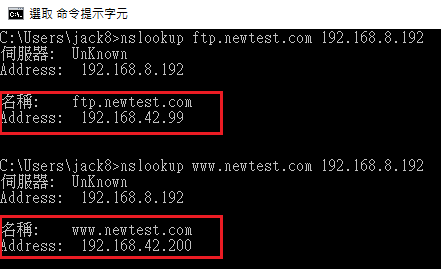 選取 命令提示字元
C:\Users\jack8>nslookup ftp.newtest.com 192.168.8.192
伺服器:  UnKnown
Address:  192.168.8.192
名稱:    ftp.newtest.com
Address:  192.168.42.99
C:\Users\jack8>nslookup www.newtest.com 192.168.8.192
伺服器:  UnKnown
Address:  192.168.8.192
名稱:    www.newtest.com
Address:  192.168.42.200